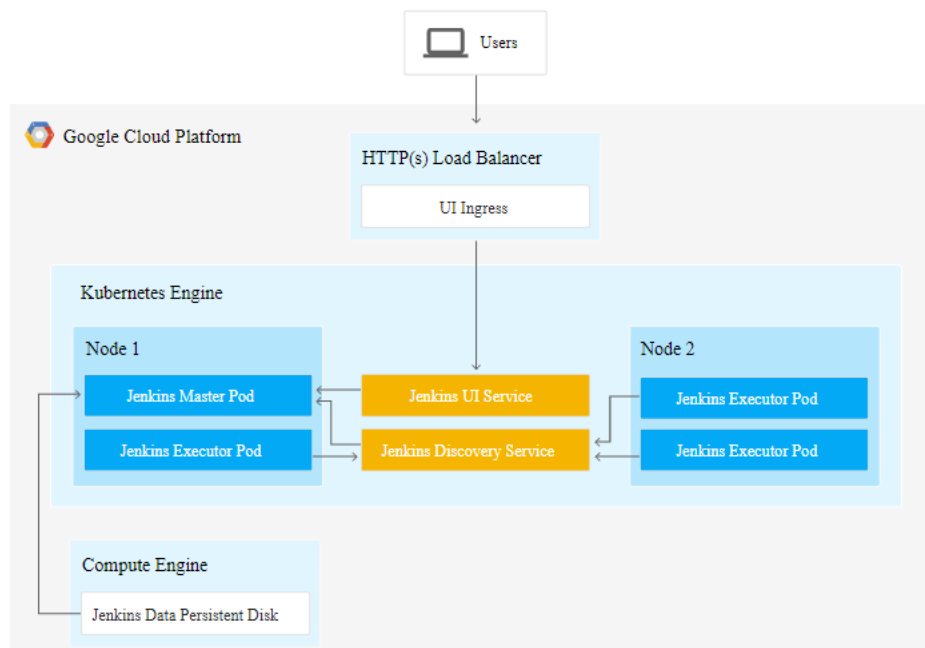 Users
Google Cloud Platform
HTTP(s) Load Balancer
UI Ingress
Kubernetes Engine
Node 1
Jenkins Master Pod
Jenkins Executor Pod
Jenkins UI Service
Jenkins Discovery Service
Node 2
Jenkins Executor Pod
Jenkins Executor Pod
Compute Engine
Jenkins Data Persistent Disk